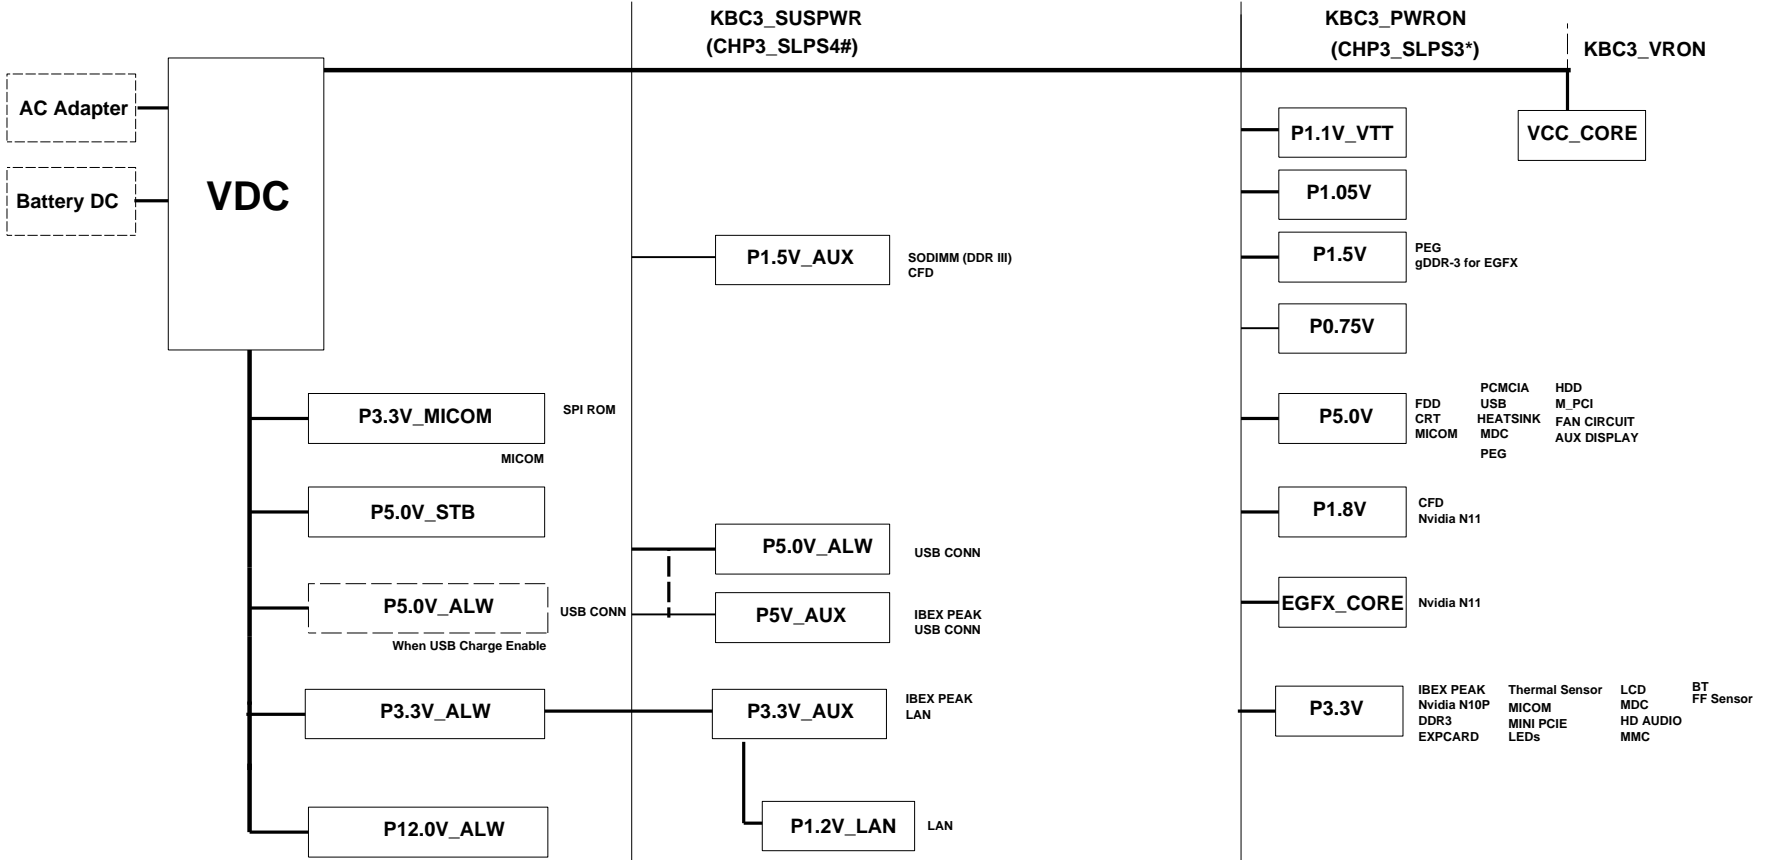 KBC3_SUSPWR
(CHP3_SLPS4#)
KBC3_PWRON
(CHP3_SLPS3*)
KBC3_VRON
AC Adapter
Battery DC
VDC
P1.1V_VTT
VCC_CORE
P1.05V
P1.5V_AUX
SODIMM (DDR III)
CFD
P1.5V
PEG
gDDR-3 for EGFX
P0.75V
P3.3V_MICOM
SPI ROM
MICOM
P5.0V
FDD
CRT
MICOM
PCMCIA
USB
HEATSINK
MDC
PEG
HDD
M_PCI
FAN CIRCUIT
AUX DISPLAY
P5.0V_STB
P1.8V
CFD
Nvidia N11
P5.0V_ALW
USB CONN
P5.0V_ALW
USB CONN
When USB Charge Enable
P5V_AUX
IBEX PEAK
USB CONN
EGFX_CORE
Nvidia N11
P3.3V_ALW
P3.3V_AUX
IBEX PEAK
LAN
P3.3V
IBEX PEAK
Nvidia N10P
DDR3
EXPCARD
Thermal Sensor
MICOM
MINI PCIE
LEDs
LCD
MDC
HD AUDIO
MMC
BT
FF Sensor
P12.0V_ALW
P1.2V_LAN
LAN